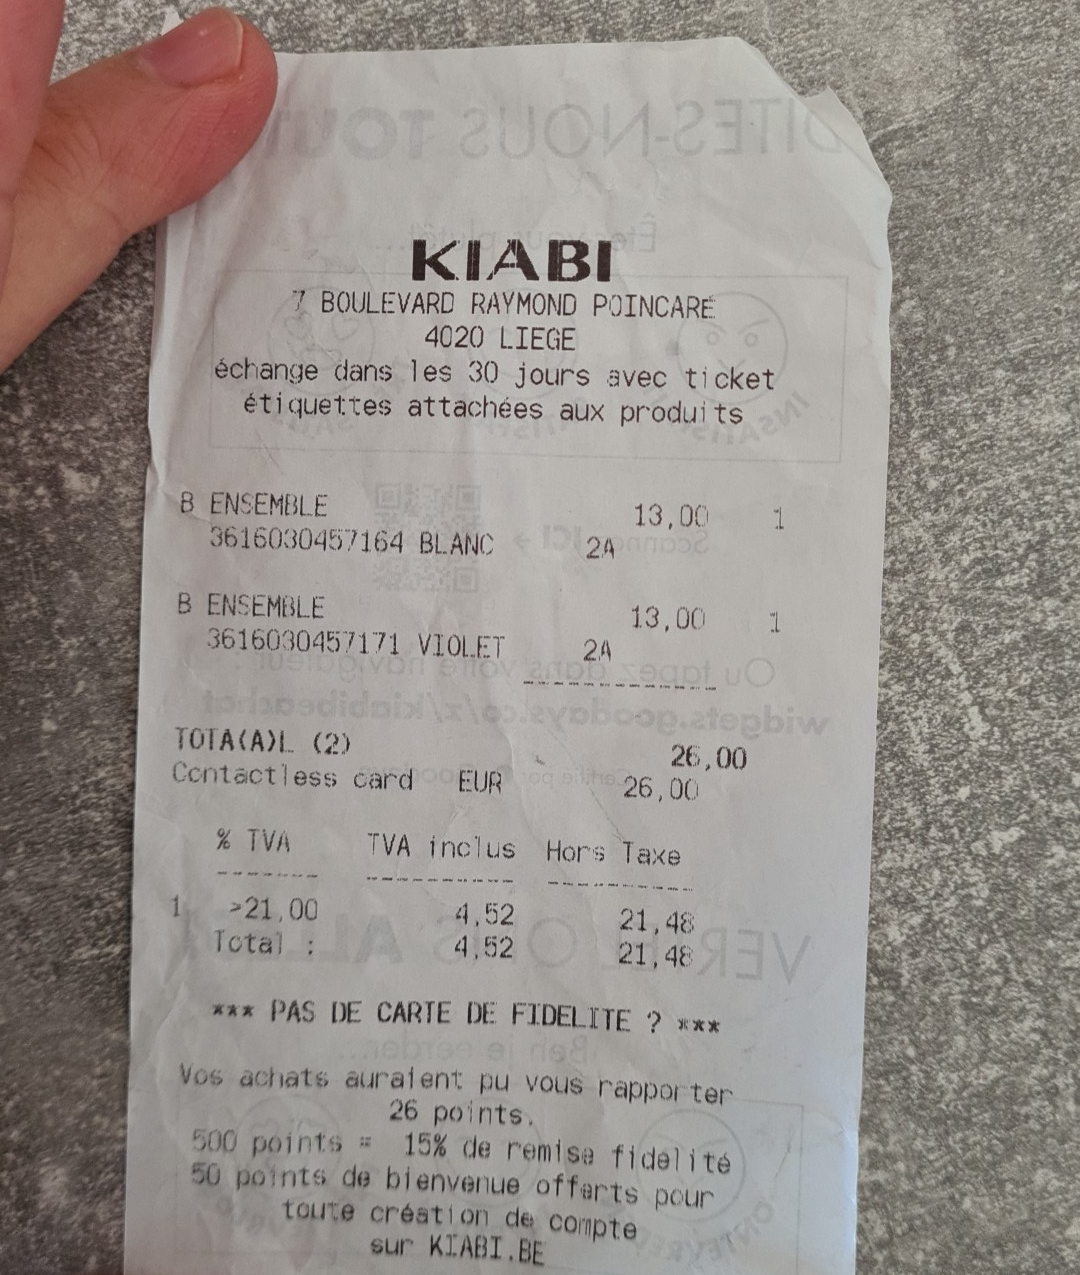 KIABI
7 BOULEVARD RAYMOND POINCARÉ
4020 LIEGE
échange dans les 30 jours avec ticket
étiquettes attachées aux produits
B ENSEMBLE 13,00 1
3616030457164 BLANC 2A
B ENSEMBLE 13,00 1
3616030457171 VIOLET 2A
TOTA(A)L (2) 26,00
Contactless card EUR 26,00
% TVA TVA inclus Hors Taxe
1 >21,00 4,52 21,48
Total : 4,52 21,48
*** PAS DE CARTE DE FIDELITE ? ***
Vos achats auraient pu vous rapporter
26 points.
500 points = 15% de remise fidelité
50 points de bienvenue offerts pour
toute création de compte
sur KIABI.BE
DITES-NOUS TOUT